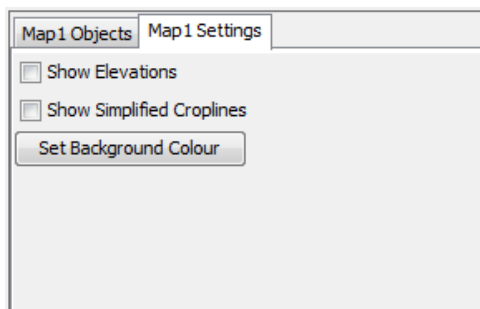 Map1 Objects Map1 Settings
Show Elevations
Show Simplified Croplines
Set Background Colour